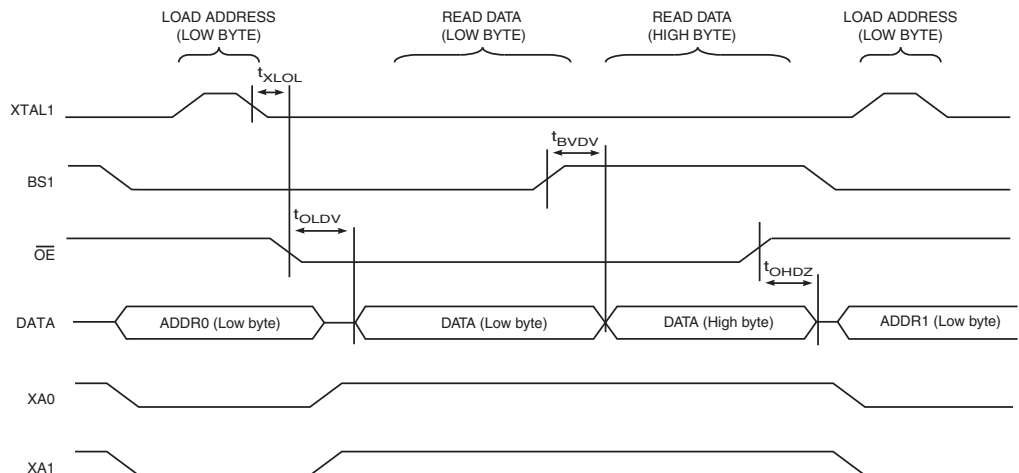 LOAD ADDRESS
(LOW BYTE)
READ DATA
(LOW BYTE)
READ DATA
(HIGH BYTE)
LOAD ADDRESS
(LOW BYTE)
tXLOL
XTAL1
tBVDV
BS1
tOLDV
OE
tOHDZ
DATA
ADDR0 (Low byte)
DATA (Low byte)
DATA (High byte)
ADDR1 (Low byte)
XA0
XA1